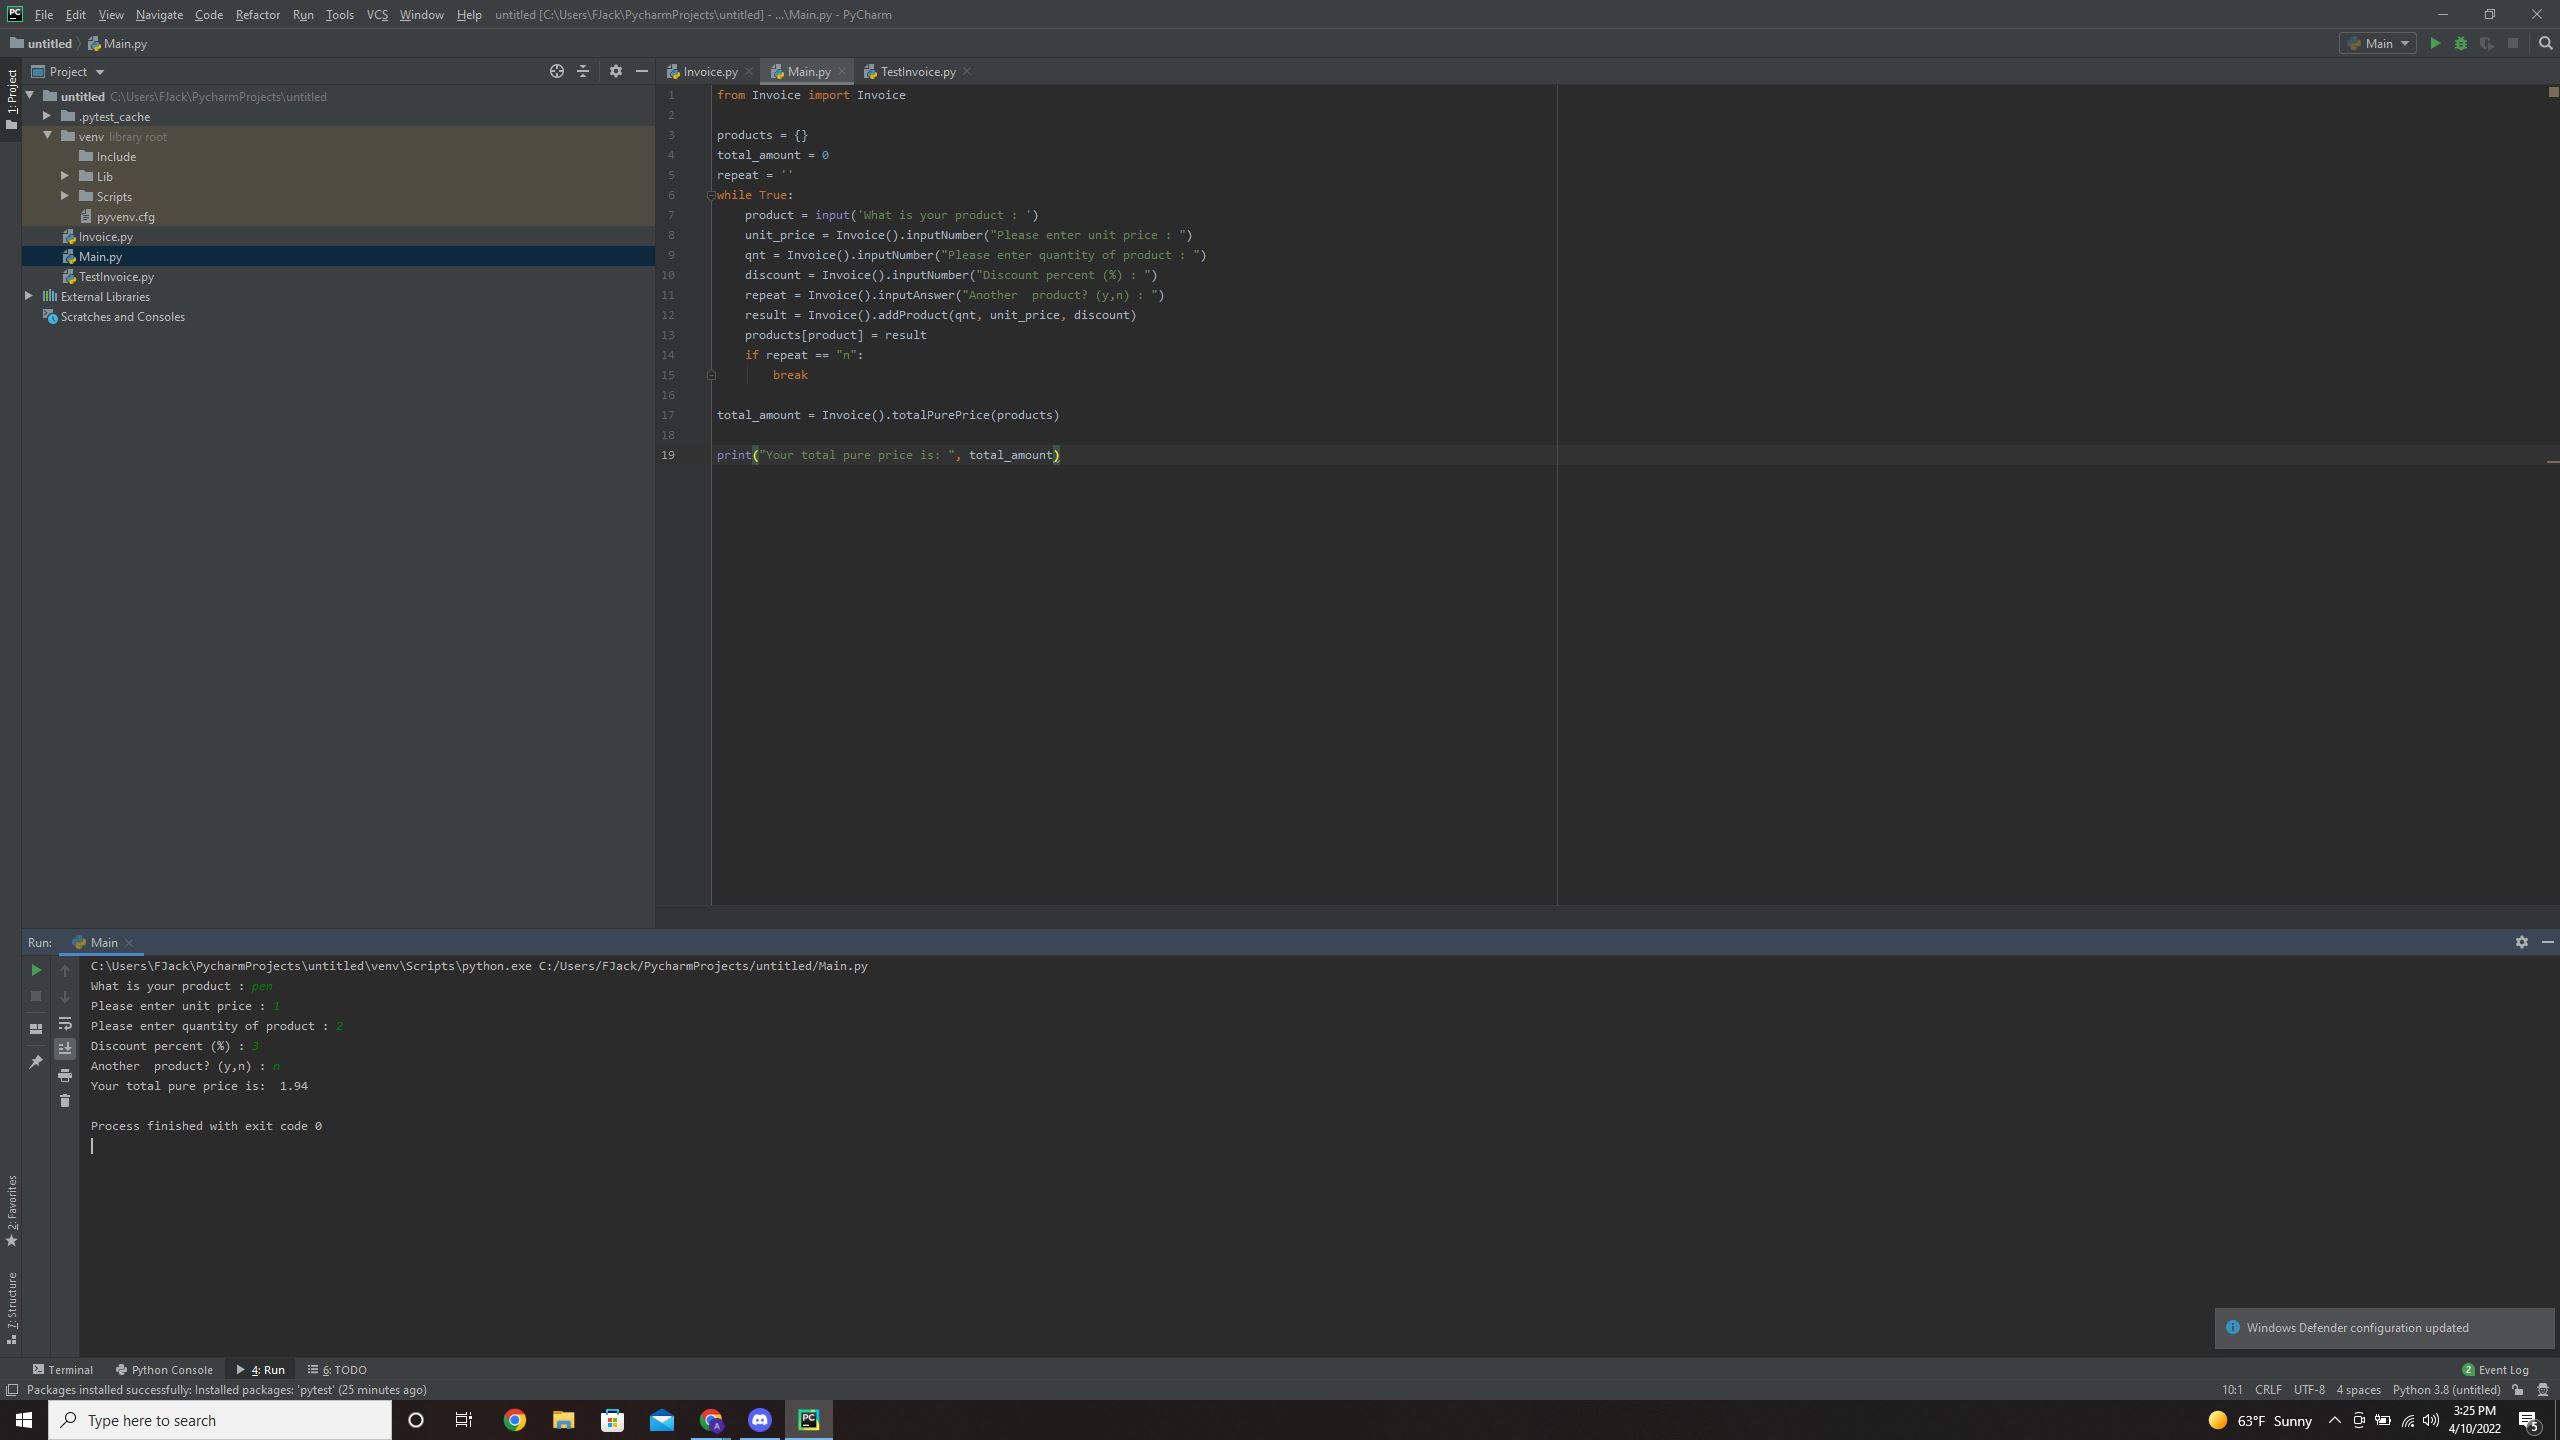 PC File Edit View Navigate Code Refactor Run Tools VCS Window Help untitled [C:\Users\FJack\PycharmProjects\untitled] - ...\Main.py - PyCharm
untitled Main.py
Main
1: Project
Project
Invoice.py
Main.py
TestInvoice.py
untitled C:\Users\FJack\PycharmProjects\untitled
.pytest_cache
venv library root
Include
Lib
Scripts
pyvenv.cfg
Invoice.py
Main.py
TestInvoice.py
External Libraries
Scratches and Consoles
1 from Invoice import Invoice
2
3 products = {}
4 total_amount = 0
5 repeat = ''
6 while True:
7 product = input('What is your product : ')
8 unit_price = Invoice().inputNumber("Please enter unit price : ")
9 qnt = Invoice().inputNumber("Please enter quantity of product : ")
10 discount = Invoice().inputNumber("Discount percent (%) : ")
11 repeat = Invoice().inputAnswer("Another  product? (y,n) : ")
12 result = Invoice().addProduct(qnt, unit_price, discount)
13 products[product] = result
14 if repeat == "n":
15 break
16
17 total_amount = Invoice().totalPurePrice(products)
18
19 print("Your total pure price is: ", total_amount)
Run: Main
C:\Users\FJack\PycharmProjects\untitled\venv\Scripts\python.exe C:/Users/FJack/PycharmProjects/untitled/Main.py
What is your product : pen
Please enter unit price : 1
Please enter quantity of product : 2
Discount percent (%) : 3
Another  product? (y,n) : n
Your total pure price is:  1.94
Process finished with exit code 0
2: Favorites
7: Structure
Windows Defender configuration updated
Terminal Python Console 4: Run 6: TODO
2 Event Log
Packages installed successfully: Installed packages: 'pytest' (25 minutes ago)
10:1 CRLF UTF-8 4 spaces Python 3.8 (untitled)
Type here to search
A
PC
63°F Sunny
3:25 PM
4/10/2022
5